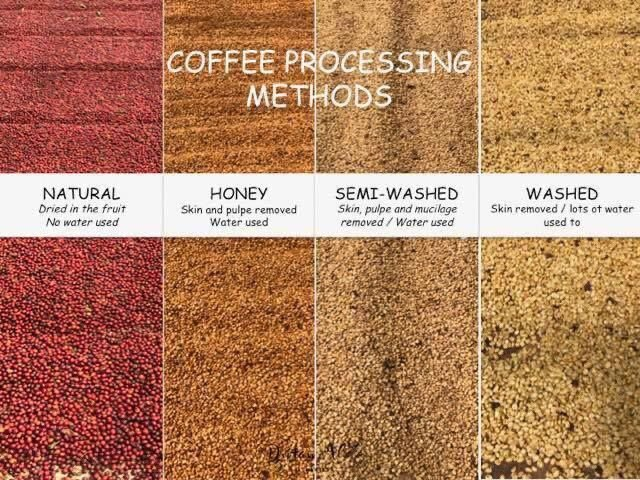 COFFEE PROCESSING
METHODS
NATURAL
Dried in the fruit
No water used
HONEY
Skin and pulpe removed
Water used
SEMI-WASHED
Skin, pulpe and mucilage
removed / Water used
WASHED
Skin removed / lots ot water
used to